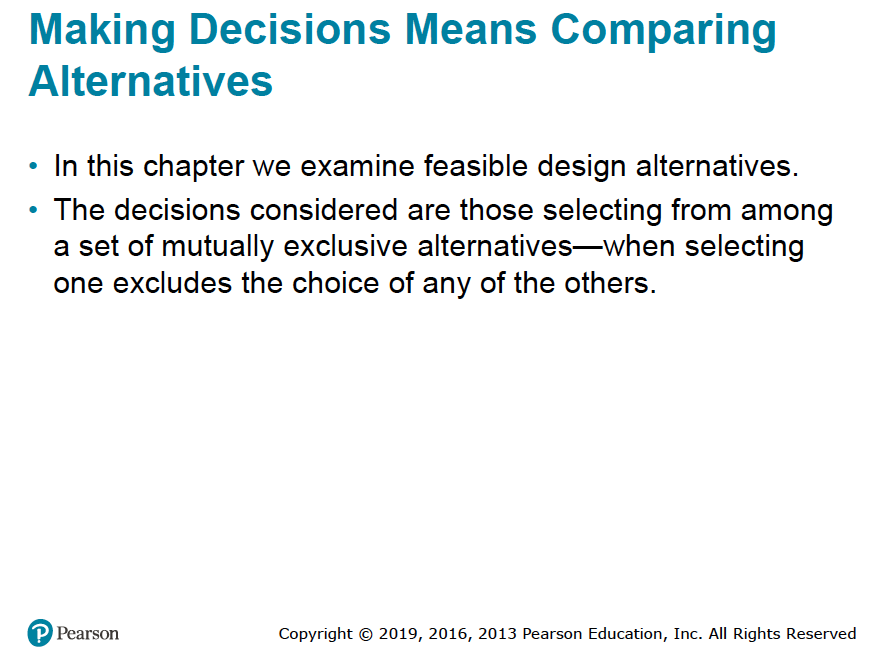 Making Decisions Means Comparing
Alternatives
• In this chapter we examine feasible design alternatives.
• The decisions considered are those selecting from among
a set of mutually exclusive alternatives—when selecting
one excludes the choice of any of the others.
P Pearson
Copyright © 2019, 2016, 2013 Pearson Education, Inc. All Rights Reserved